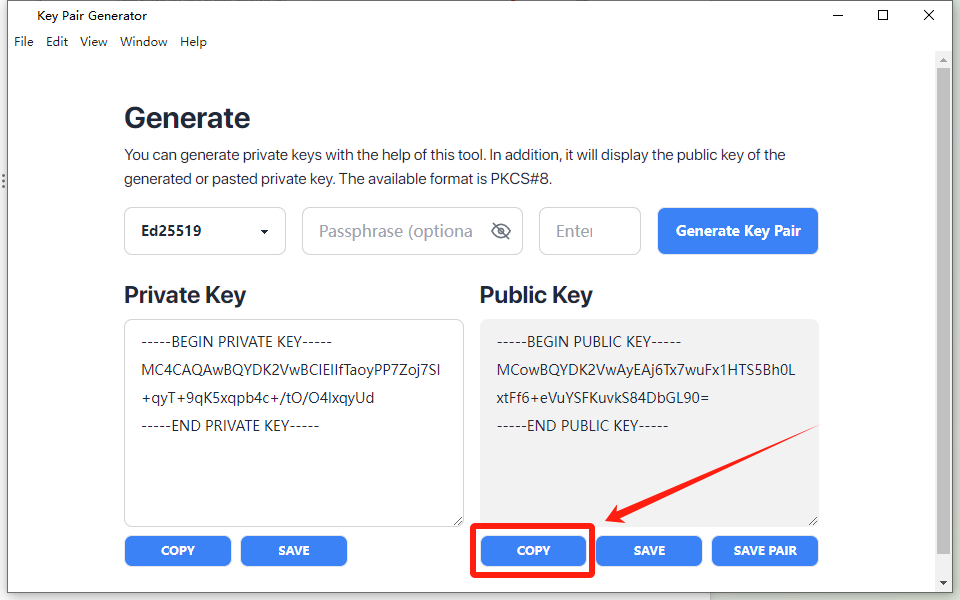 Key Pair Generator
File Edit View Window Help
Generate
You can generate private keys with the help of this tool. In addition, it will display the public key of the
generated or pasted private key. The available format is PKCS#8.
Ed25519
Passphrase (optiona
Enter
Generate Key Pair
Private Key
-----BEGIN PRIVATE KEY-----
MC4CAQAwBQYDK2VwBCIEIIfTaoyPP7Zoj7SI
+qyT+9qK5xqpb4c+/tO/O4lxqyUd
-----END PRIVATE KEY-----
COPY SAVE
Public Key
-----BEGIN PUBLIC KEY-----
MCowBQYDK2VwAyEAj6Tx7wuFx1HTS5Bh0L
xtFf6+eVuYSFKuvkS84DbGL90=
-----END PUBLIC KEY-----
COPY SAVE SAVE PAIR